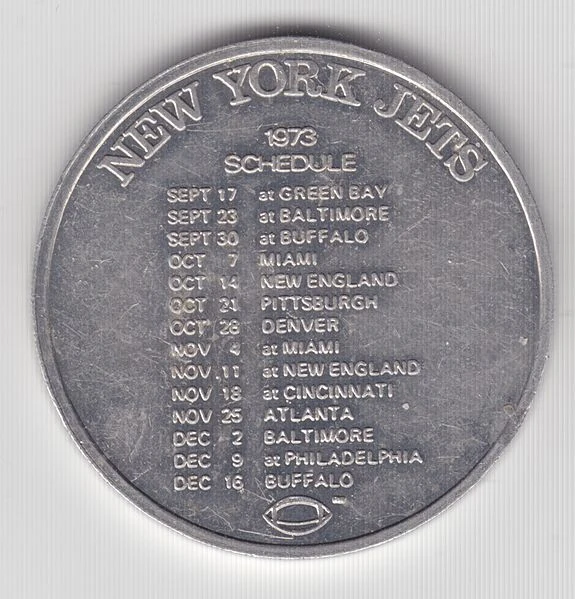 NEW YORK JETS
1973
SCHEDULE
SEPT 17 at GREEN BAY
SEPT 23 at BALTIMORE
SEPT 30 at BUFFALO
OCT 7 MIAMI
OCT 14 NEW ENGLAND
OCT 21 PITTSBURGH
OCT 28 DENVER
NOV 4 at MIAMI
NOV 11 at NEW ENGLAND
NOV 18 at CINCINNATI
NOV 25 ATLANTA
DEC 2 BALTIMORE
DEC 9 at PHILADELPHIA
DEC 16 BUFFALO